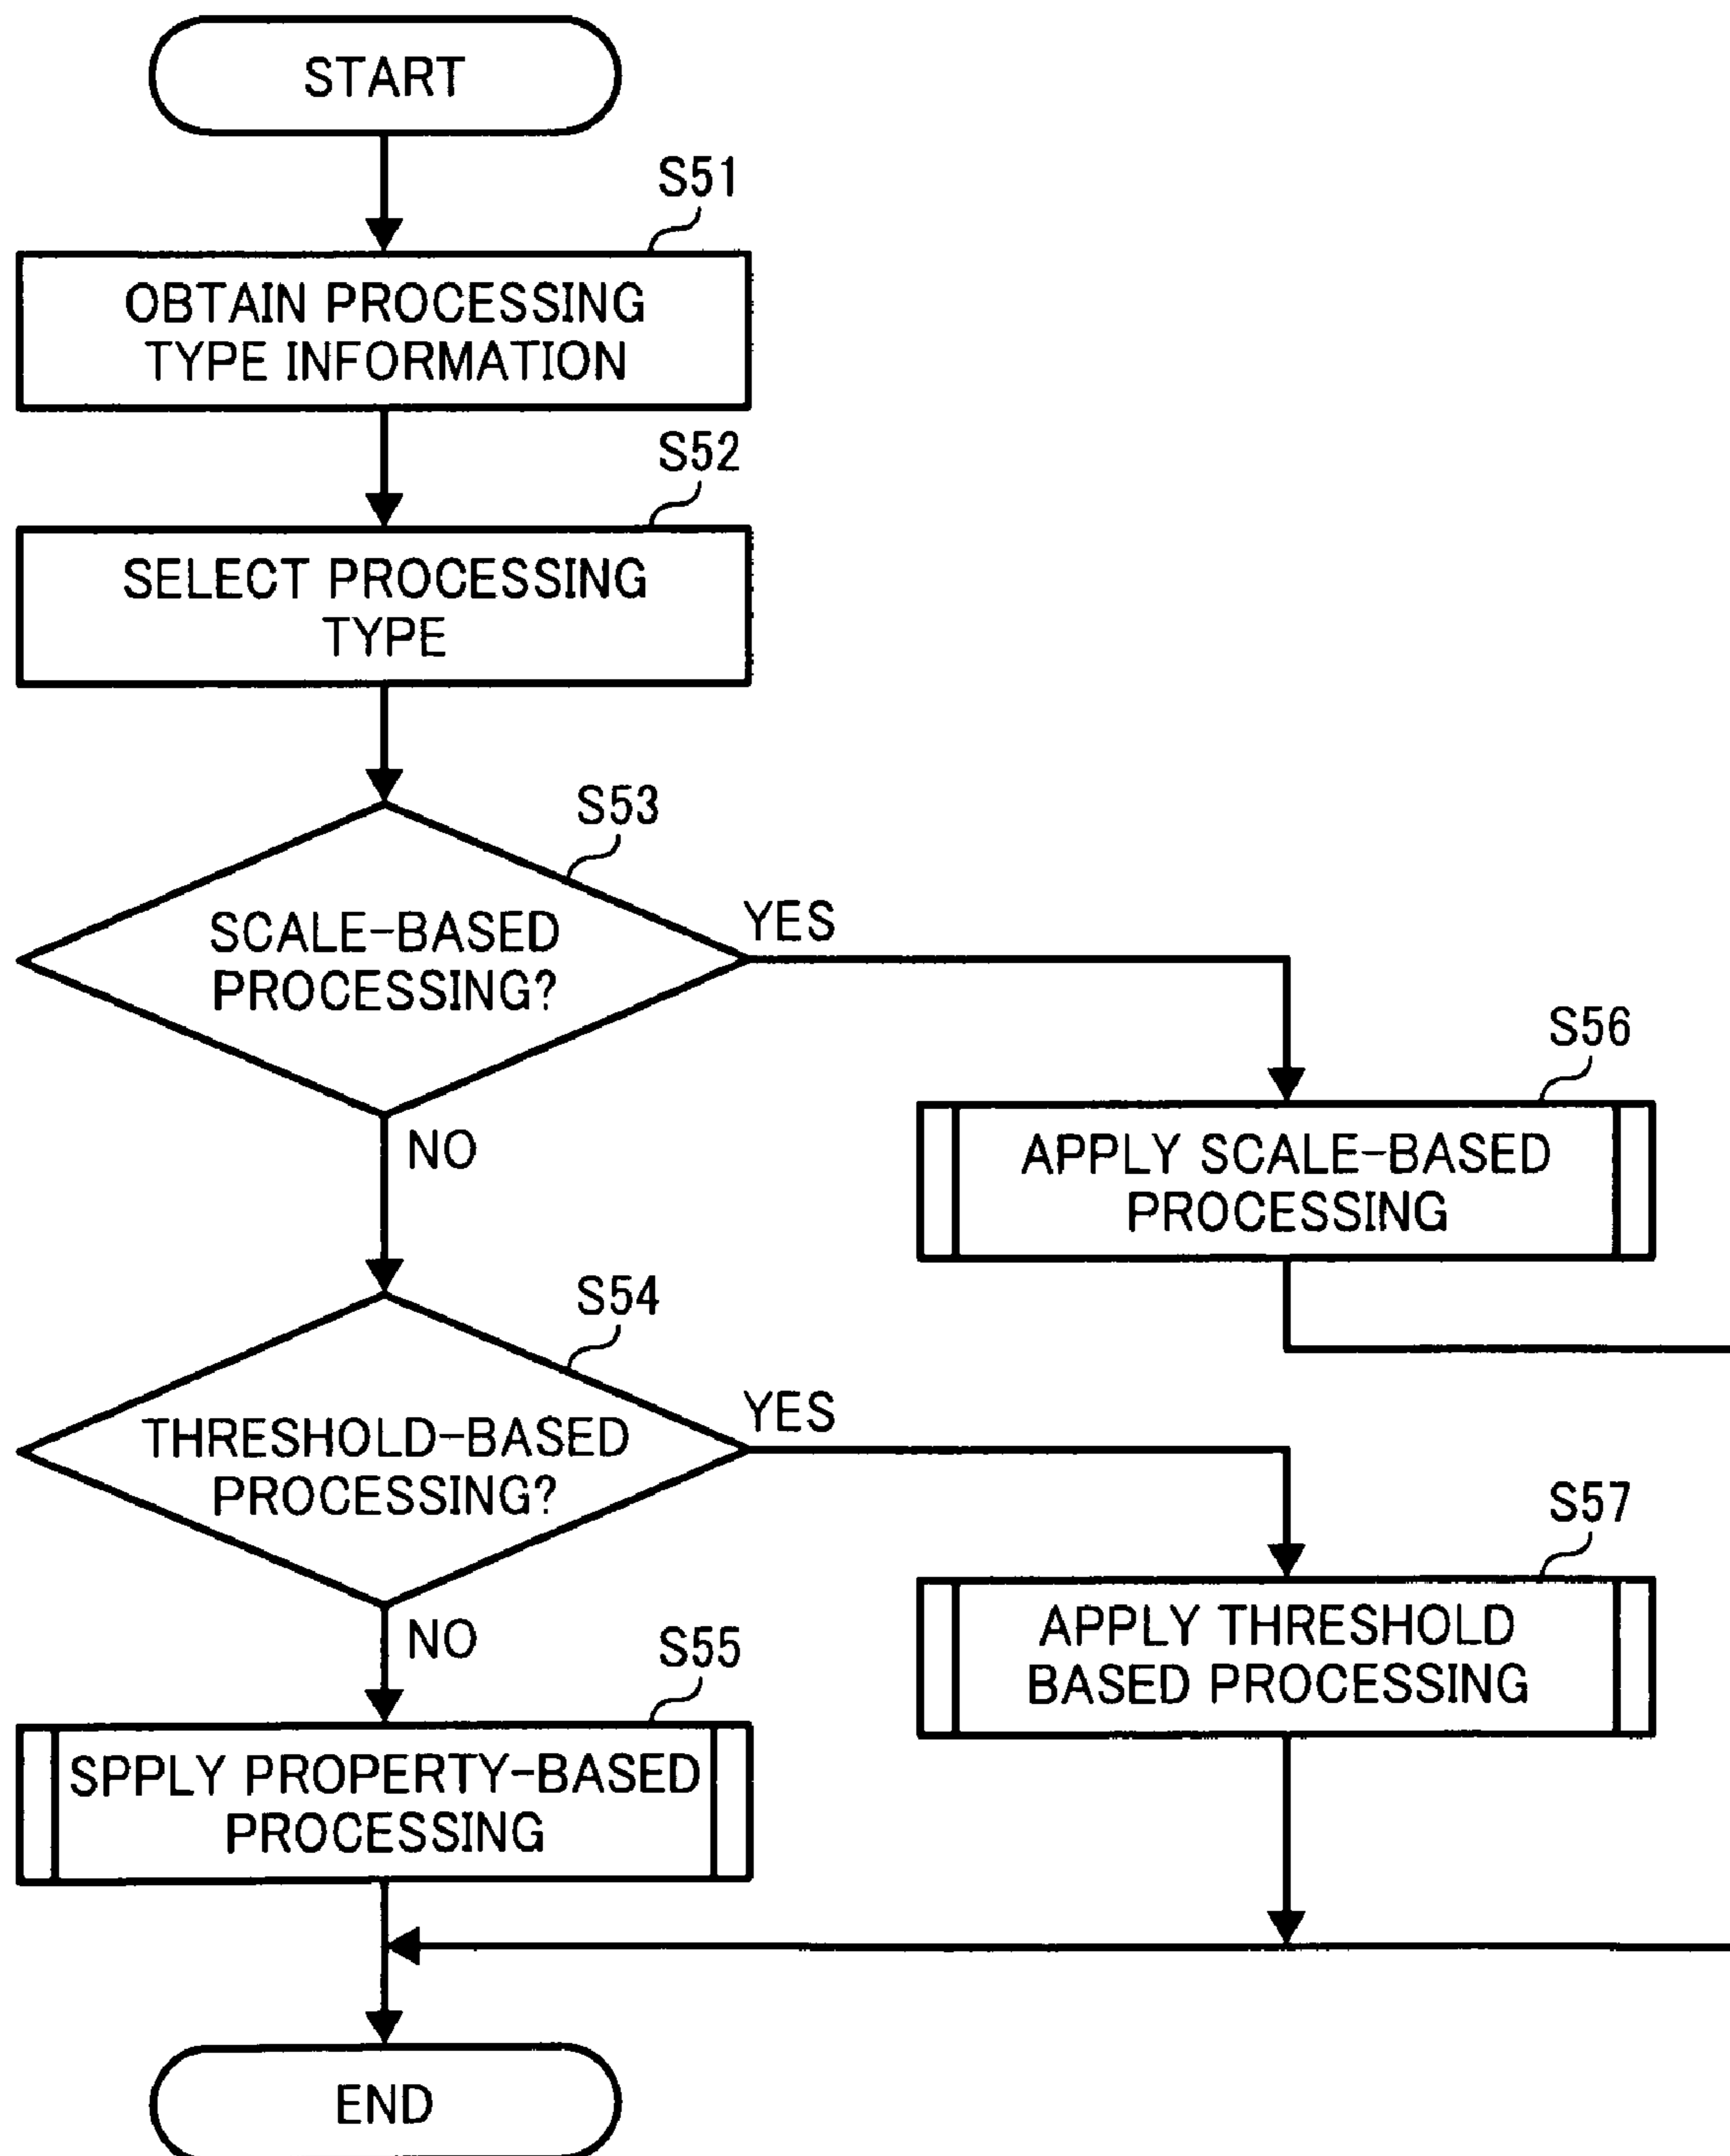 START
S51
OBTAIN PROCESSING
TYPE INFORMATION
S52
SELECT PROCESSING
TYPE
S53
SCALE-BASED
PROCESSING?
YES
NO
S56
APPLY SCALE-BASED
PROCESSING
S54
THRESHOLD-BASED
PROCESSING?
YES
NO
S57
APPLY THRESHOLD
BASED PROCESSING
S55
SPPLY PROPERTY-BASED
PROCESSING
END